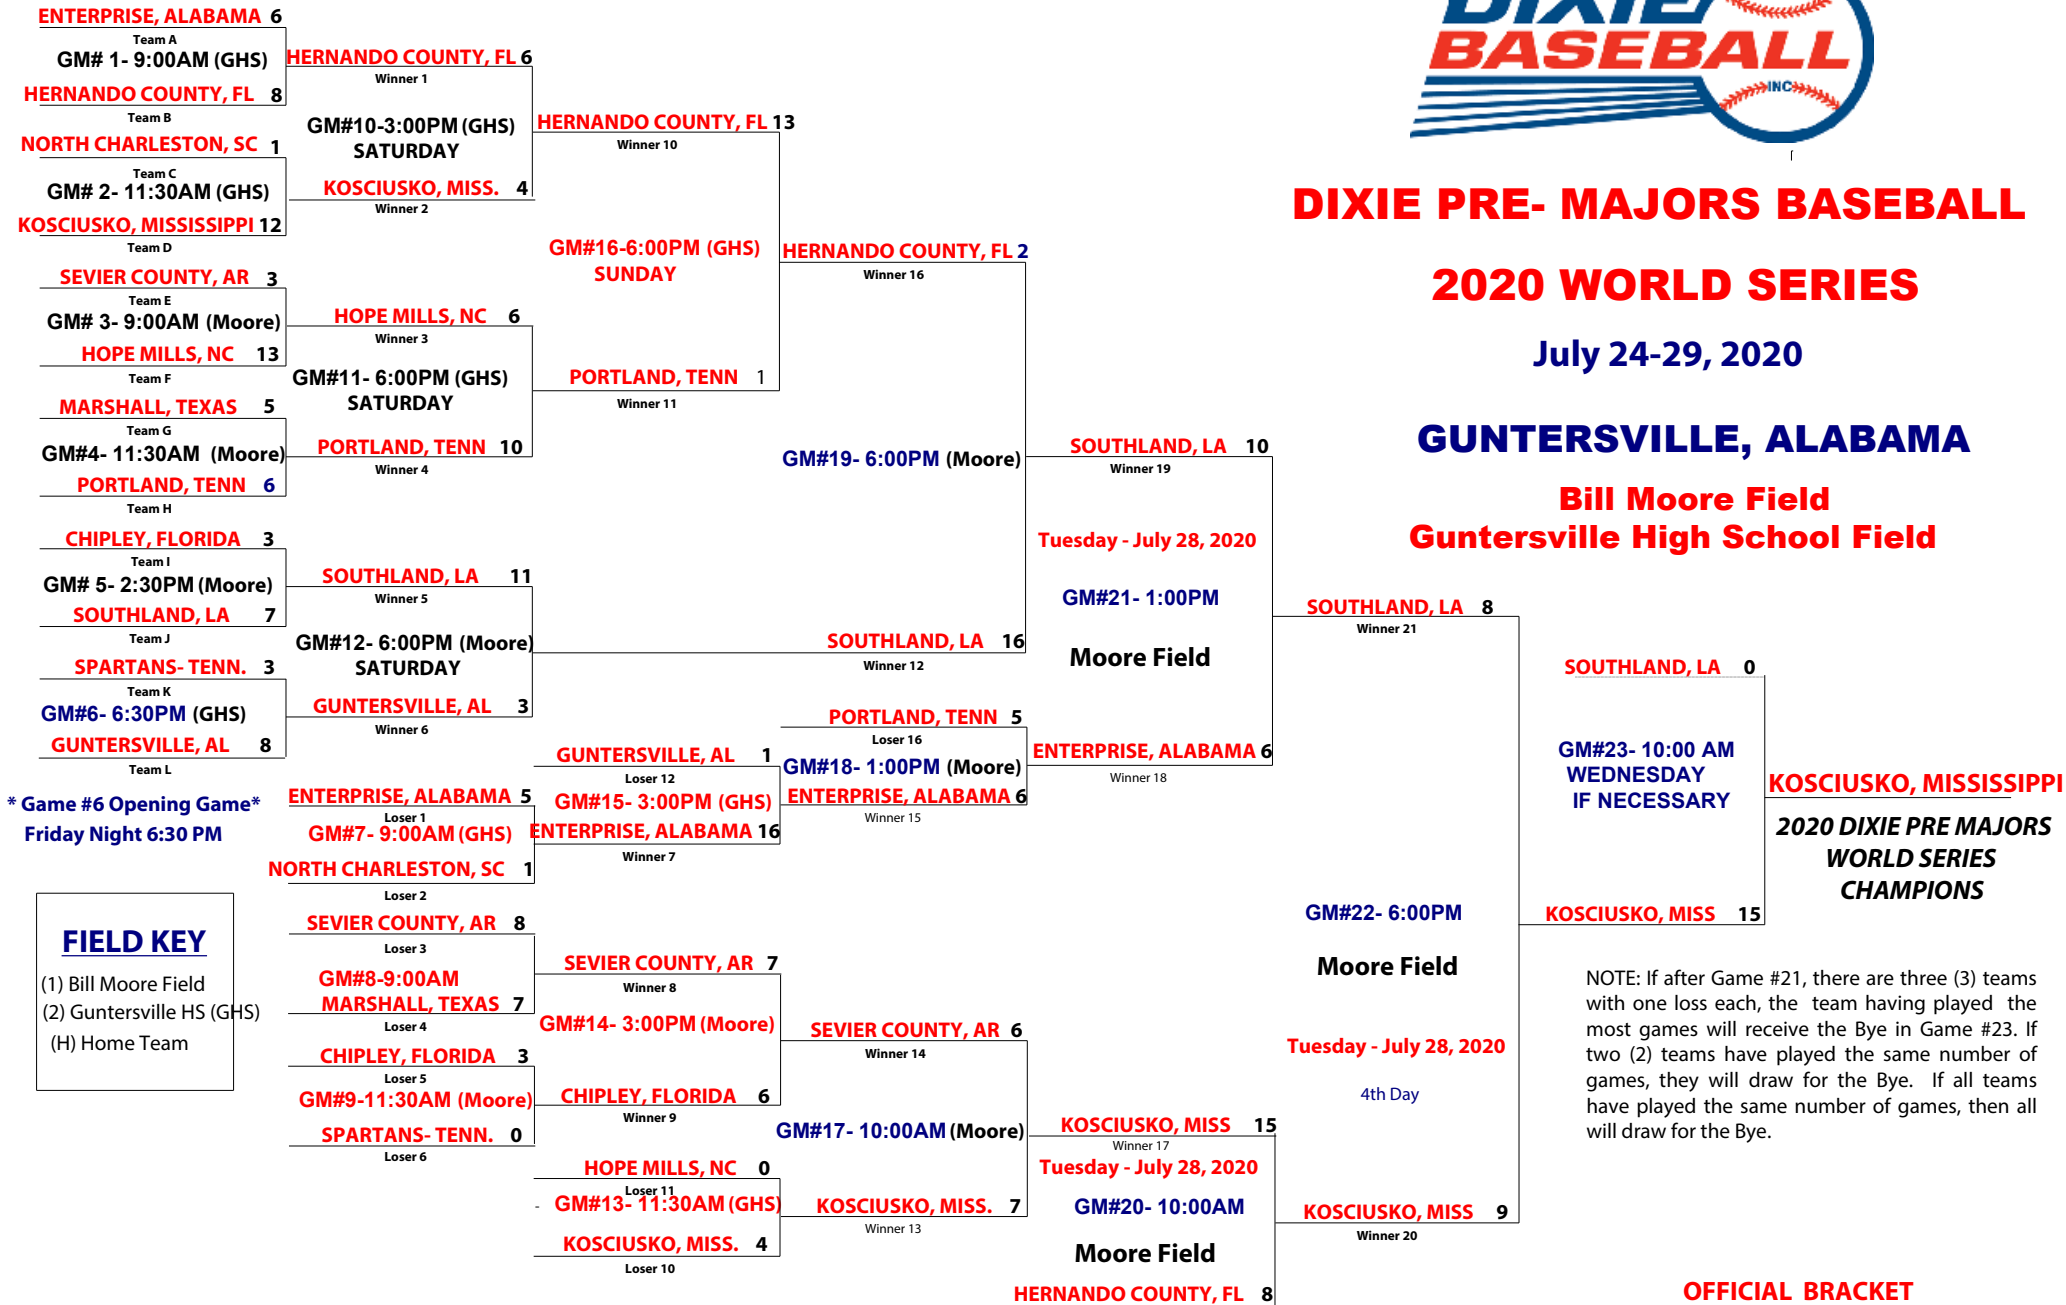 ENTERPRISE, ALABAMA 6
Team A
GM# 1- 9:00AM (GHS)
HERNANDO COUNTY, FL 8
Team B
NORTH CHARLESTON, SC 1
Team C
GM# 2- 11:30AM (GHS)
KOSCIUSKO, MISSISSIPPI 12
Team D
SEVIER COUNTY, AR 3
Team E
GM# 3- 9:00AM (Moore)
HOPE MILLS, NC 13
Team F
MARSHALL, TEXAS 5
Team G
GM#4- 11:30AM (Moore)
PORTLAND, TENN 6
Team H
CHIPLEY, FLORIDA 3
Team I
GM# 5- 2:30PM (Moore)
SOUTHLAND, LA 7
Team J
SPARTANS- TENN. 3
Team K
GM#6- 6:30PM (GHS)
GUNTERSVILLE, AL 8
Team L
* Game #6 Opening Game*
Friday Night 6:30 PM
FIELD KEY
(1) Bill Moore Field
(2) Guntersville HS (GHS)
(H) Home Team
HERNANDO COUNTY, FL 6
Winner 1
GM#10-3:00PM (GHS)
SATURDAY
KOSCIUSKO, MISS. 4
Winner 2
HOPE MILLS, NC 6
Winner 3
GM#11- 6:00PM (GHS)
SATURDAY
PORTLAND, TENN 10
Winner 4
SOUTHLAND, LA 11
Winner 5
GM#12- 6:00PM (Moore)
SATURDAY
GUNTERSVILLE, AL 3
Winner 6
ENTERPRISE, ALABAMA 5
Loser 1
GM#7- 9:00AM (GHS)
NORTH CHARLESTON, SC 1
Loser 2
SEVIER COUNTY, AR 8
Loser 3
GM#8-9:00AM
MARSHALL, TEXAS 7
Loser 4
CHIPLEY, FLORIDA 3
Loser 5
GM#9-11:30AM (Moore)
SPARTANS- TENN. 0
Loser 6
HERNANDO COUNTY, FL 13
Winner 10
GM#16-6:00PM (GHS)
SUNDAY
PORTLAND, TENN 1
Winner 11
GUNTERSVILLE, AL 1
Loser 12
GM#15- 3:00PM (GHS)
ENTERPRISE, ALABAMA 16
Winner 7
SEVIER COUNTY, AR 7
Winner 8
GM#14- 3:00PM (Moore)
CHIPLEY, FLORIDA 6
Winner 9
HOPE MILLS, NC 0
Loser 11
- GM#13- 11:30AM (GHS)
KOSCIUSKO, MISS. 4
Loser 10
HERNANDO COUNTY, FL 2
Winner 16
GM#19- 6:00PM (Moore)
SOUTHLAND, LA 16
Winner 12
PORTLAND, TENN 5
Loser 16
GM#18- 1:00PM (Moore)
ENTERPRISE, ALABAMA 6
Winner 15
SEVIER COUNTY, AR 6
Winner 14
GM#17- 10:00AM (Moore)
KOSCIUSKO, MISS. 7
Winner 13
SOUTHLAND, LA 10
Winner 19
Tuesday - July 28, 2020
GM#21- 1:00PM
Moore Field
ENTERPRISE, ALABAMA 6
Winner 18
KOSCIUSKO, MISS 15
Winner 17
Tuesday - July 28, 2020
GM#20- 10:00AM
Moore Field
HERNANDO COUNTY, FL 8
SOUTHLAND, LA 8
Winner 21
GM#22- 6:00PM
Moore Field
Tuesday - July 28, 2020
4th Day
KOSCIUSKO, MISS 9
Winner 20
SOUTHLAND, LA 0
GM#23- 10:00 AM
WEDNESDAY
IF NECESSARY
KOSCIUSKO, MISS 15
KOSCIUSKO, MISSISSIPPI
2020 DIXIE PRE MAJORS
WORLD SERIES
CHAMPIONS
DIXIE
BASEBALL
INC
DIXIE PRE- MAJORS BASEBALL
2020 WORLD SERIES
July 24-29, 2020
GUNTERSVILLE, ALABAMA
Bill Moore Field
Guntersville High School Field
NOTE: If after Game #21, there are three (3) teams
with one loss each, the team having played the
most games will receive the Bye in Game #23. If
two (2) teams have played the same number of
games, they will draw for the Bye. If all teams
have played the same number of games, then all
will draw for the Bye.
OFFICIAL BRACKET